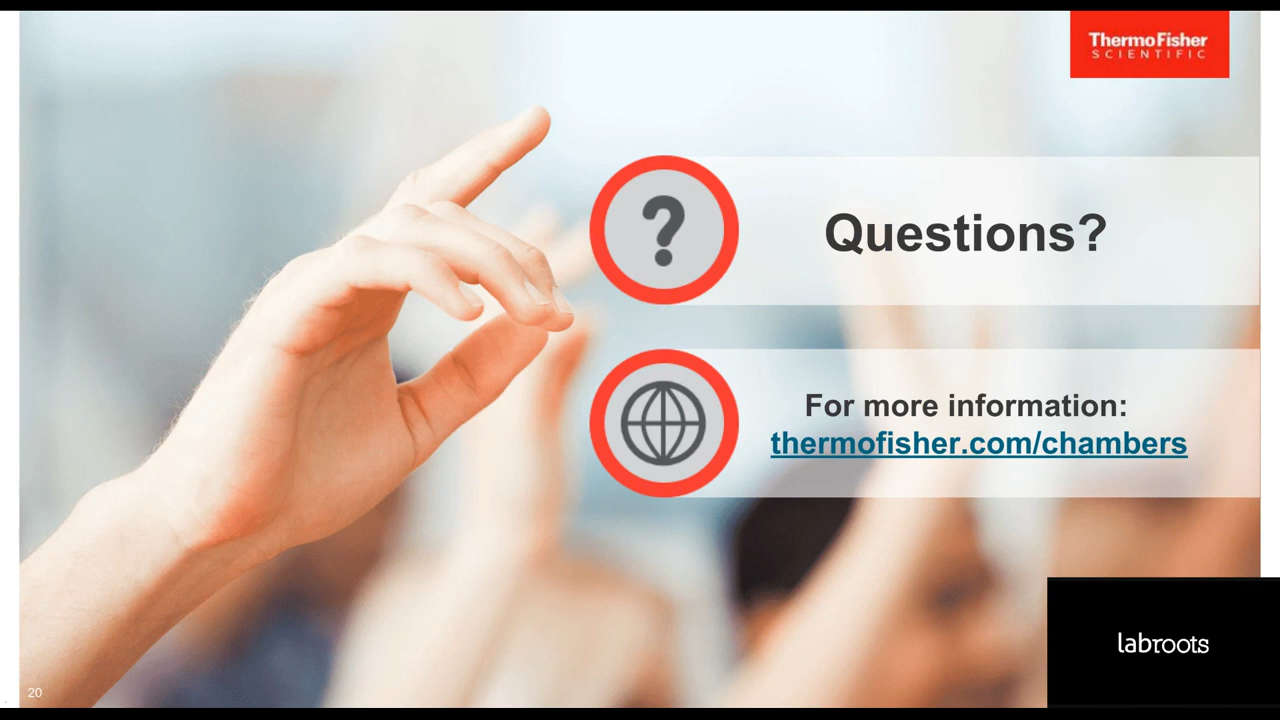 ThermoFisher
SCIENTIFIC
?
Questions?
For more information:
thermofisher.com/chambers
labroots
20